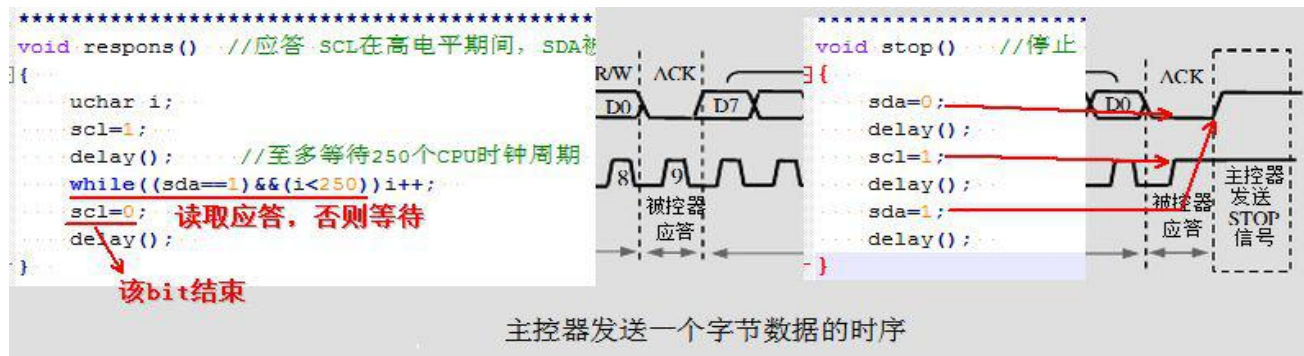 *******************************************
void respons() //应答 SCL在高电平期间，SDA被
{
uchar i;
scl=1;
delay(); //至多等待250个CPU时钟周期
while((sda==1)&&(i<250))i++;
scl=0; 读取应答，否则等待
delay();
}
该bit结束
R/W ACK
D0 D7
8 9
被控器
应答
*********************
void stop() //停止
{
sda=0;
delay();
scl=1;
delay();
sda=1;
delay();
}
ACK
D0
被控器
应答
主控器
发送
STOP
信号
主控器发送一个字节数据的时序